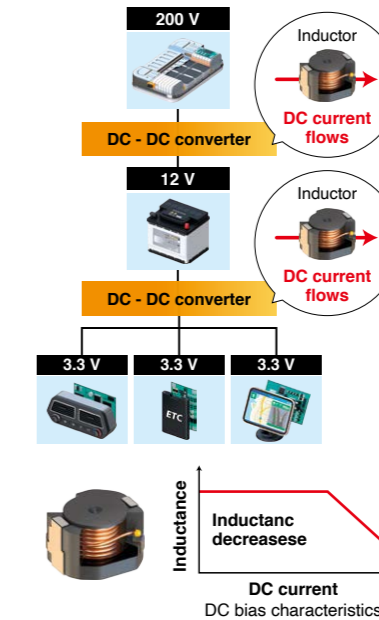 200 V
Inductor
DC current
flows
DC - DC converter
12 V
Inductor
DC current
flows
DC - DC converter
3.3 V
3.3 V
3.3 V
ETC
Inductance
Inductanc
decreasese
DC current
DC bias characteristics